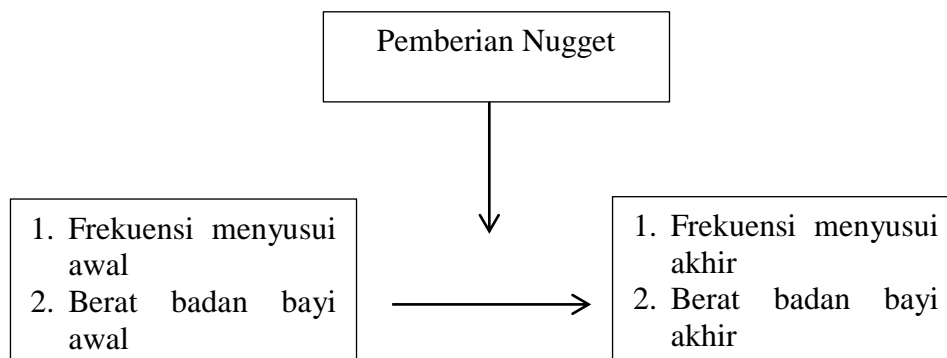 Pemberian Nugget
1. Frekuensi menyusui
awal
2. Berat badan bayi
awal
1. Frekuensi menyusui
akhir
2. Berat badan bayi
akhir